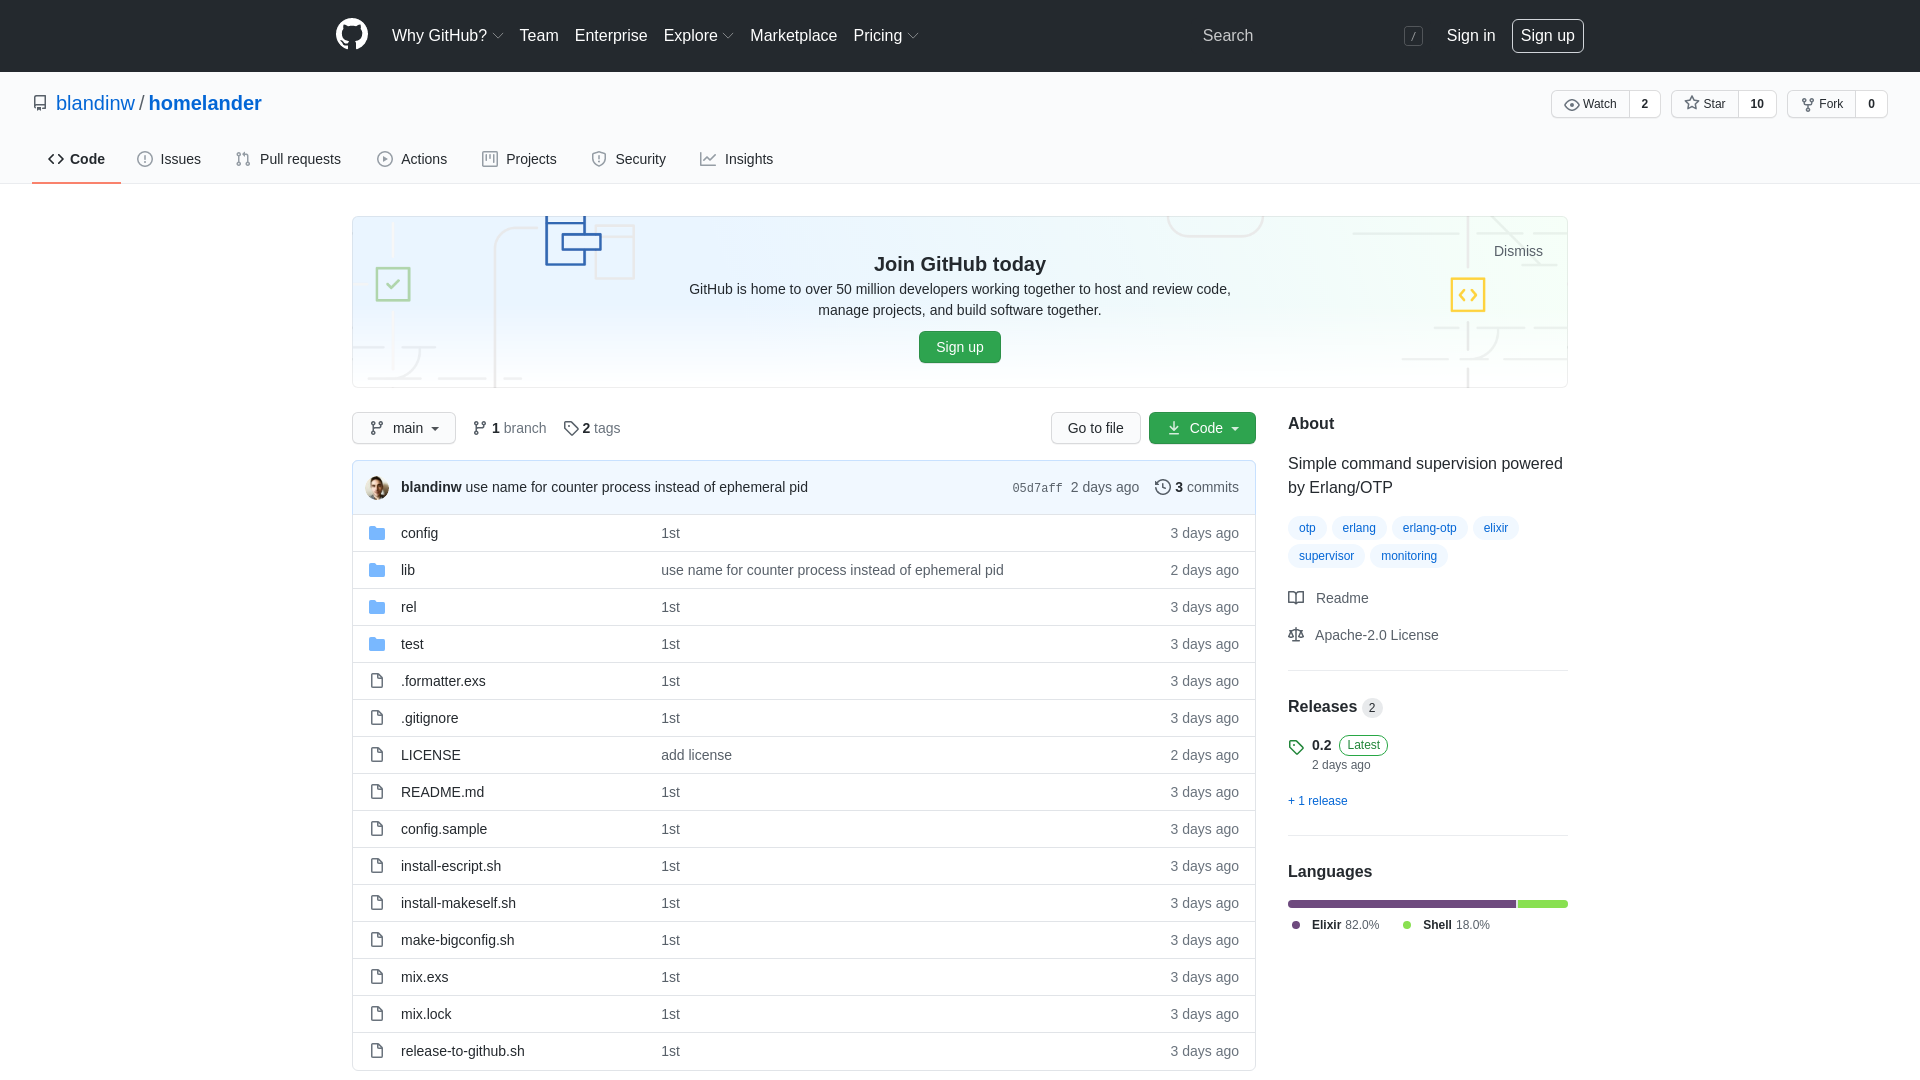 Why GitHub? Team Enterprise Explore Marketplace Pricing Search / Sign in Sign up
blandinw / homelander Watch 2 Star 10 Fork 0
Code Issues Pull requests Actions Projects Security Insights
Dismiss
Join GitHub today
GitHub is home to over 50 million developers working together to host and review code,
manage projects, and build software together.
Sign up
main 1 branch 2 tags Go to file Code
blandinw use name for counter process instead of ephemeral pid 05d7aff 2 days ago 3 commits
config 1st 3 days ago
lib use name for counter process instead of ephemeral pid 2 days ago
rel 1st 3 days ago
test 1st 3 days ago
.formatter.exs 1st 3 days ago
.gitignore 1st 3 days ago
LICENSE add license 2 days ago
README.md 1st 3 days ago
config.sample 1st 3 days ago
install-escript.sh 1st 3 days ago
install-makeself.sh 1st 3 days ago
make-bigconfig.sh 1st 3 days ago
mix.exs 1st 3 days ago
mix.lock 1st 3 days ago
release-to-github.sh 1st 3 days ago
About
Simple command supervision powered
by Erlang/OTP
otp erlang erlang-otp elixir
supervisor monitoring
Readme
Apache-2.0 License
Releases 2
0.2 Latest
2 days ago
+ 1 release
Languages
Elixir 82.0% Shell 18.0%